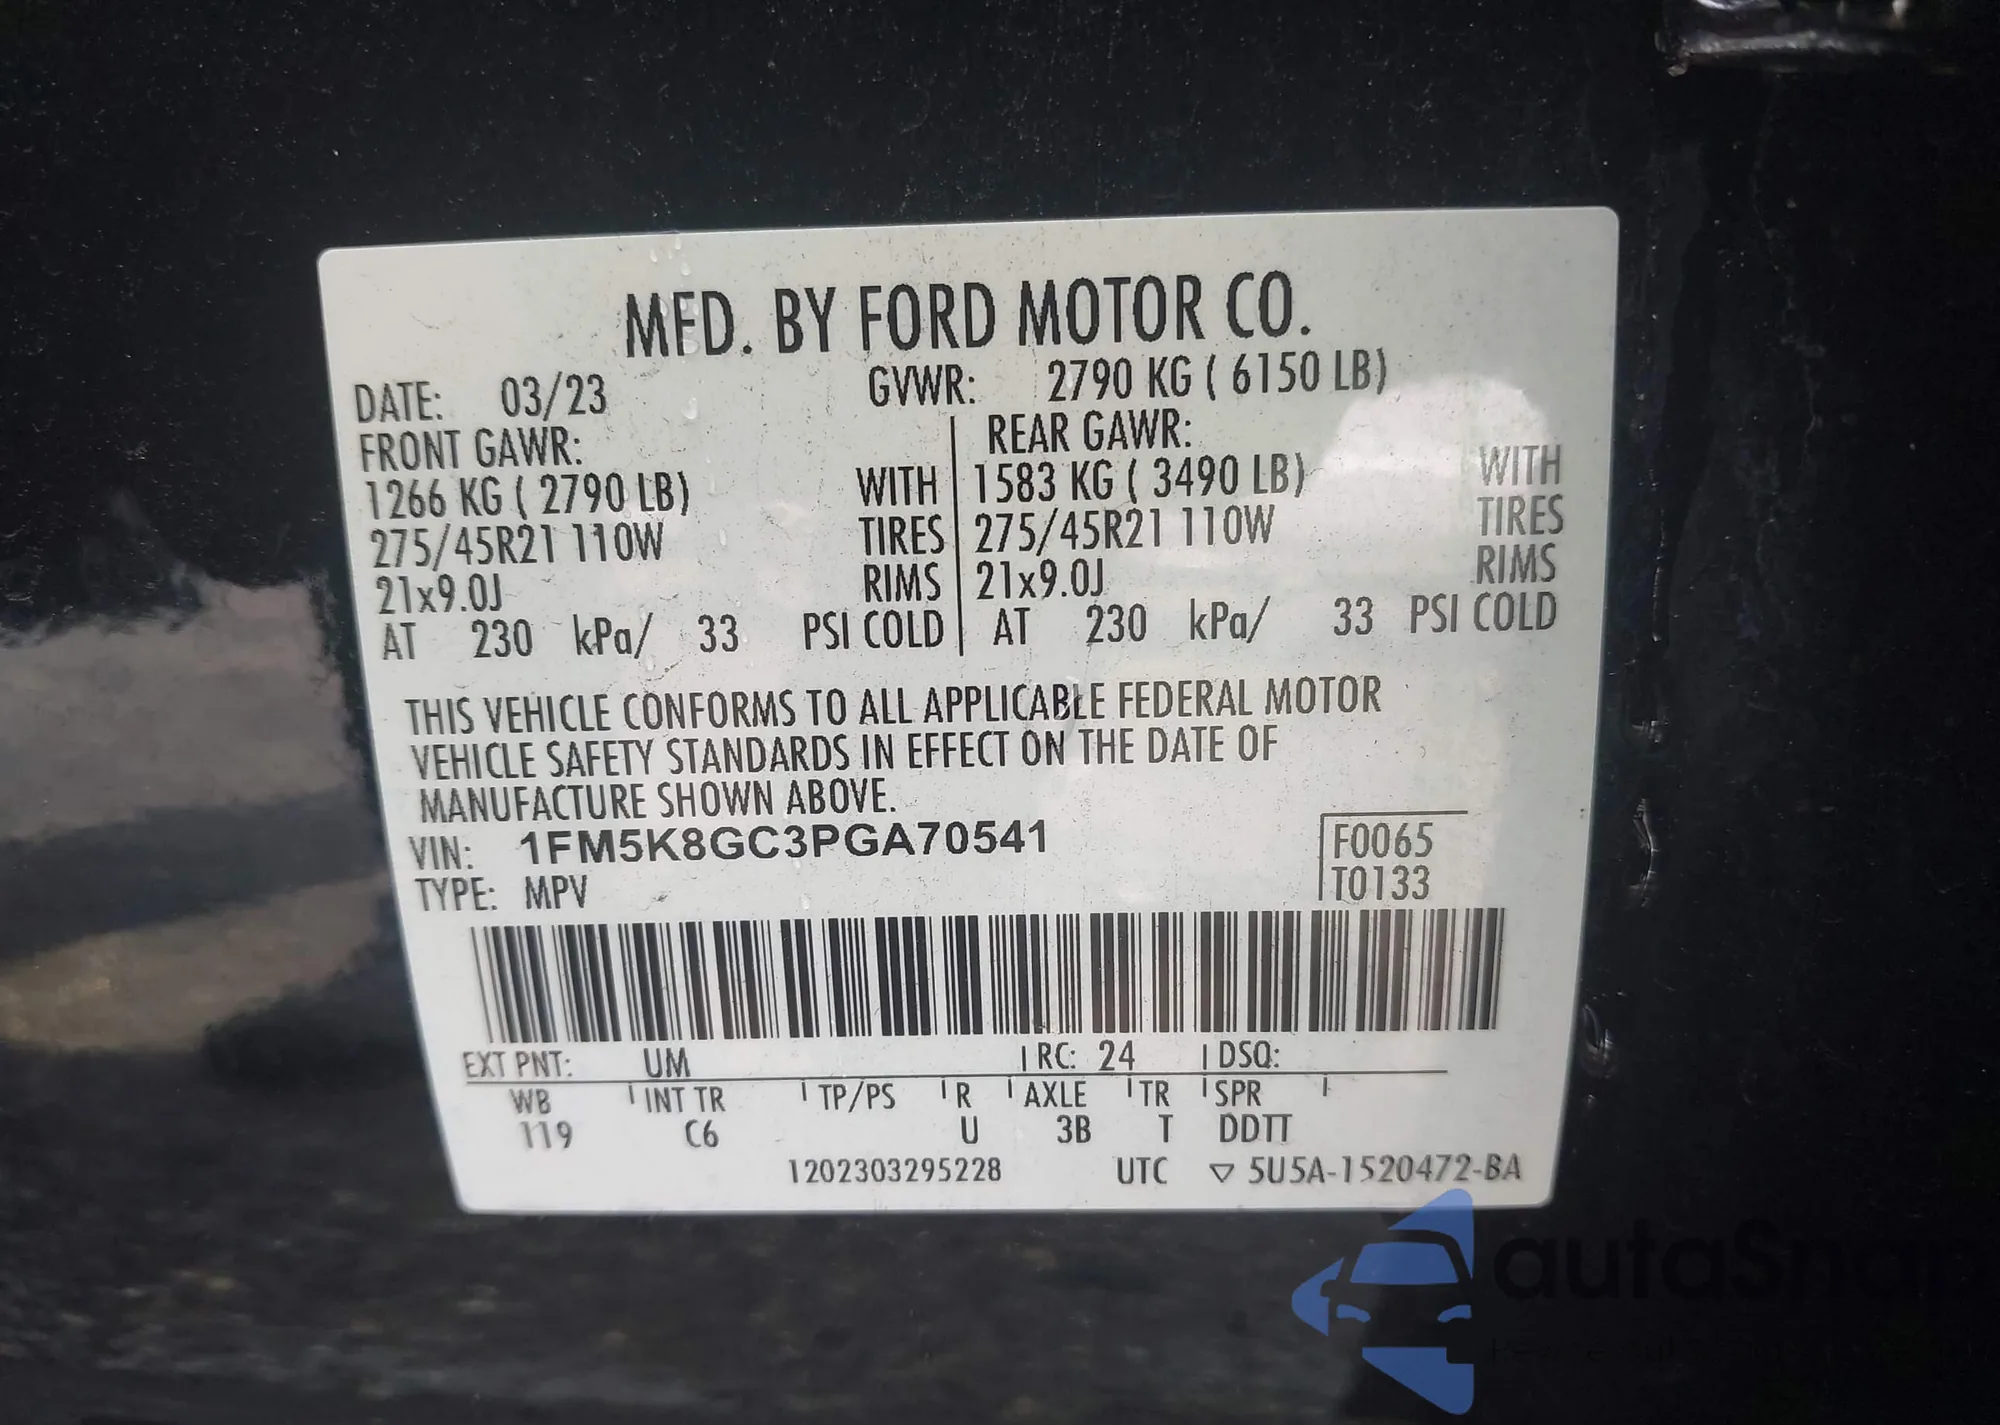 MFD. BY FORD MOTOR CO.
DATE: 03/23 GVWR: 2790 KG ( 6150 LB)
FRONT GAWR: REAR GAWR:
1266 KG ( 2790 LB) WITH 1583 KG ( 3490 LB) WITH
275/45R21 110W TIRES 275/45R21 110W TIRES
21x9.0J RIMS 21x9.0J RIMS
AT 230 kPa/ 33 PSI COLD AT 230 kPa/ 33 PSI COLD
THIS VEHICLE CONFORMS TO ALL APPLICABLE FEDERAL MOTOR
VEHICLE SAFETY STANDARDS IN EFFECT ON THE DATE OF
MANUFACTURE SHOWN ABOVE.
VIN: 1FM5K8GC3PGA70541 F0065
TYPE: MPV T0133
EXT PNT: UM RC: 24 DSQ:
WB INT TR TP/PS R AXLE TR SPR
119 C6 U 3B T DDTT
1202303295228 UTC ▽ 5U5A-1520472-BA
autaSnap